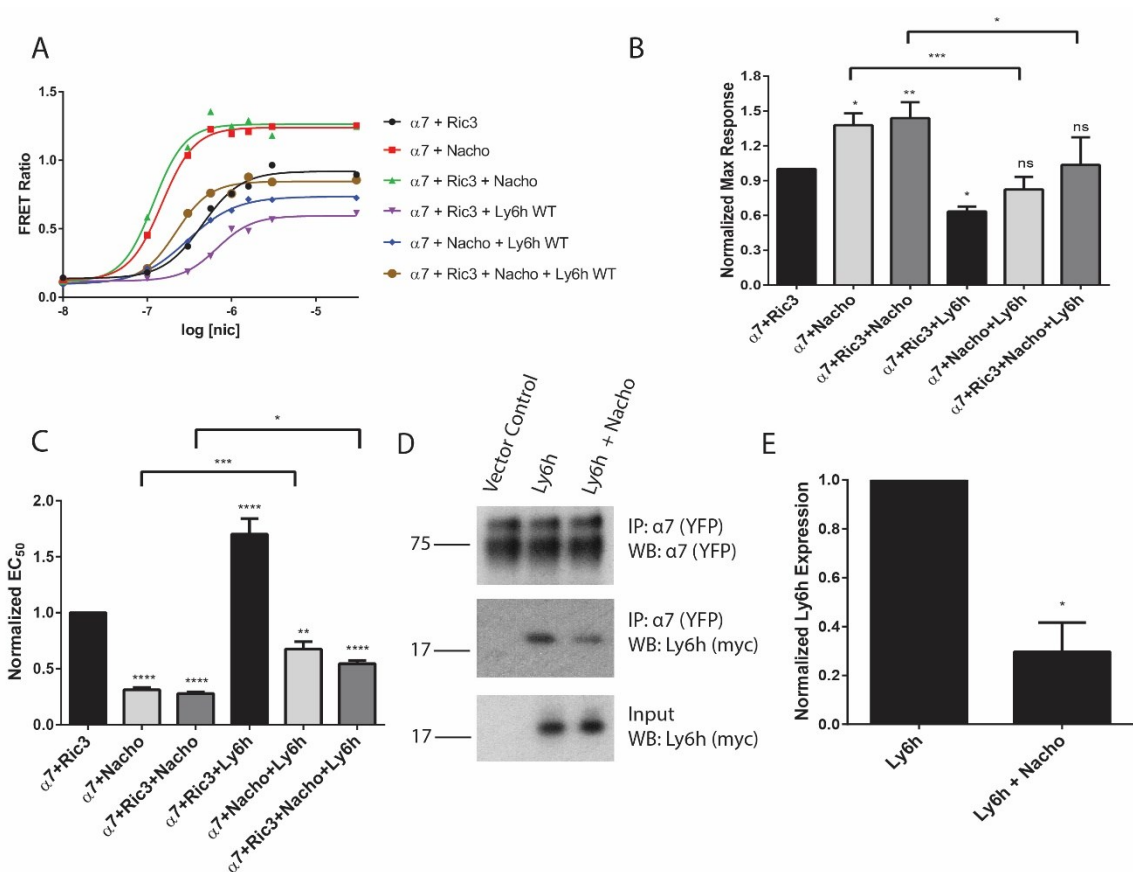 A
FRET Ratio
1.5
1.0
0.5
0.0
-8
-7
-6
-5
log [nic]
α7 + Ric3
α7 + Nacho
α7 + Ric3 + Nacho
α7 + Ric3 + Ly6h WT
α7 + Nacho + Ly6h WT
α7 + Ric3 + Nacho + Ly6h WT
B
Normalized Max Response
1.8
1.5
1.2
0.9
0.6
0.3
0.0
*
***
*
**
*
ns
ns
α7+Ric3
α7+Nacho
α7+Ric3+Nacho
α7+Ric3+Ly6h
α7+Nacho+Ly6h
α7+Ric3+Nacho+Ly6h
C
Normalized EC50
2.0
1.5
1.0
0.5
0.0
*
***
****
****
****
**
****
α7+Ric3
α7+Nacho
α7+Ric3+Nacho
α7+Ric3+Ly6h
α7+Nacho+Ly6h
α7+Ric3+Nacho+Ly6h
D
Vector Control
Ly6h
Ly6h + Nacho
75
IP: α7 (YFP)
WB: α7 (YFP)
17
IP: α7 (YFP)
WB: Ly6h (myc)
17
Input
WB: Ly6h (myc)
E
Normalized Ly6h Expression
1.0
0.8
0.6
0.4
0.2
0.0
*
Ly6h
Ly6h + Nacho